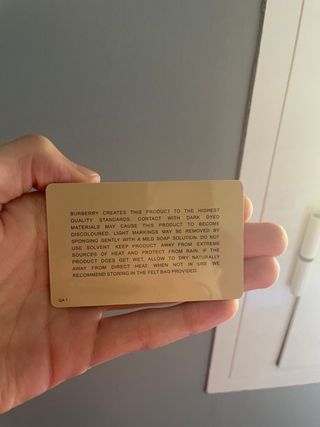 BURBERRY CREATES THIS PRODUCT TO THE HIGHEST
QUALITY STANDARDS. CONTACT WITH DARK DYED
MATERIALS MAY CAUSE THIS PRODUCT TO BECOME
DISCOLOURED. LIGHT MARKINGS MAY BE REMOVED BY
SPONGING GENTLY WITH A MILD SOAP SOLUTION. DO NOT
USE SOLVENT. KEEP PRODUCT AWAY FROM EXTREME
SOURCES OF HEAT AND PROTECT FROM RAIN. IF THE
PRODUCT DOES GET WET, ALLOW TO DRY NATURALLY
AWAY FROM DIRECT HEAT. WHEN NOT IN USE WE
RECOMMEND STORING IN THE FELT BAG PROVIDED.
QA 1